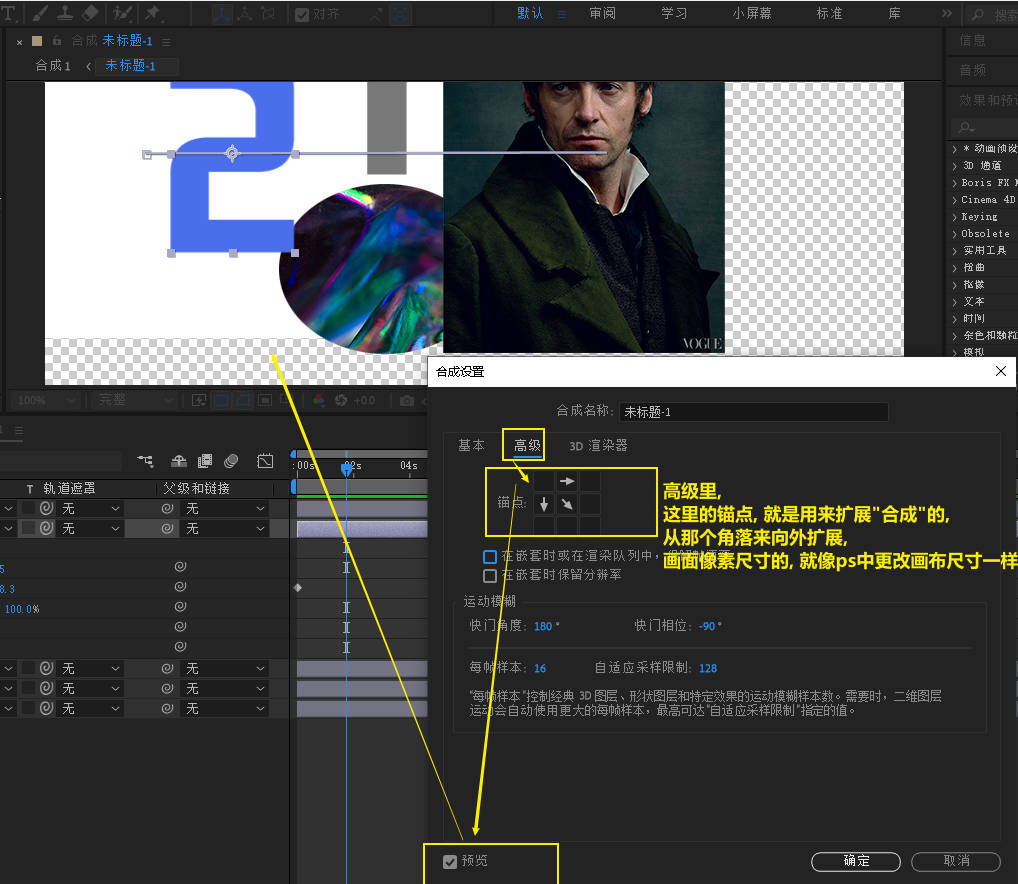 T
对齐
默认
审阅
学习
小屏幕
标准
库
搜索
合成 未标题-1
合成1
未标题-1
信息
音频
效果和预设
* 动画预设
3D 通道
Boris FX
Cinema 4D
Keying
Obsolete
实用工具
扭曲
抠像
文本
时间
杂色和颗粒
模拟
2
VOGUE
100%
完整
+0.0
:00s
02s
04s
T 轨道遮罩
父级和链接
无
无
无
无
5
8.3
100.0%
无
无
无
无
无
无
合成设置
合成名称: 未标题-1
基本
高级
3D 渲染器
锚点:
高级里,
这里的锚点, 就是用来扩展"合成"的,
从那个角落来向外扩展,
画面像素尺寸的, 就像ps中更改画布尺寸一样
在嵌套时或在渲染队列中，
在嵌套时保留分辨率
运动模糊
快门角度: 180 °
快门相位: -90 °
每帧样本: 16
自适应采样限制: 128
“每帧样本”控制经典 3D 图层、形状图层和特定效果的运动模糊样本数。需要时，二维图层
运动会自动使用更大的每帧样本，最高可达“自适应采样限制”指定的值。
预览
确定
取消